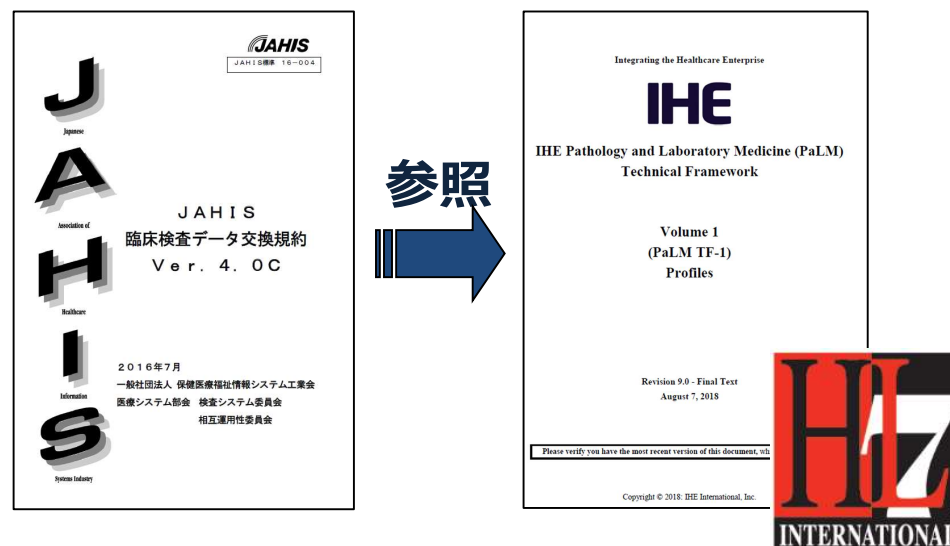 JAHIS
JAHIS標準 16-004
J
Japanese
A
Association of
H
Healthcare
I
Information
S
Systems Industry
JAHIS
臨床検査データ交換規約
Ver. 4. 0C
2016年7月
一般社団法人 保健医療福祉情報システム工業会
医療システム部会 検査システム委員会
相互運用性委員会
参照
Integrating the Healthcare Enterprise
IHE
IHE Pathology and Laboratory Medicine (PaLM)
Technical Framework
Volume 1
(PaLM TF-1)
Profiles
Revision 9.0 - Final Text
August 7, 2018
Please verify you have the most recent version of this document, wh
Copyright © 2018: IHE International, Inc.
HL7
INTERNATIONAL